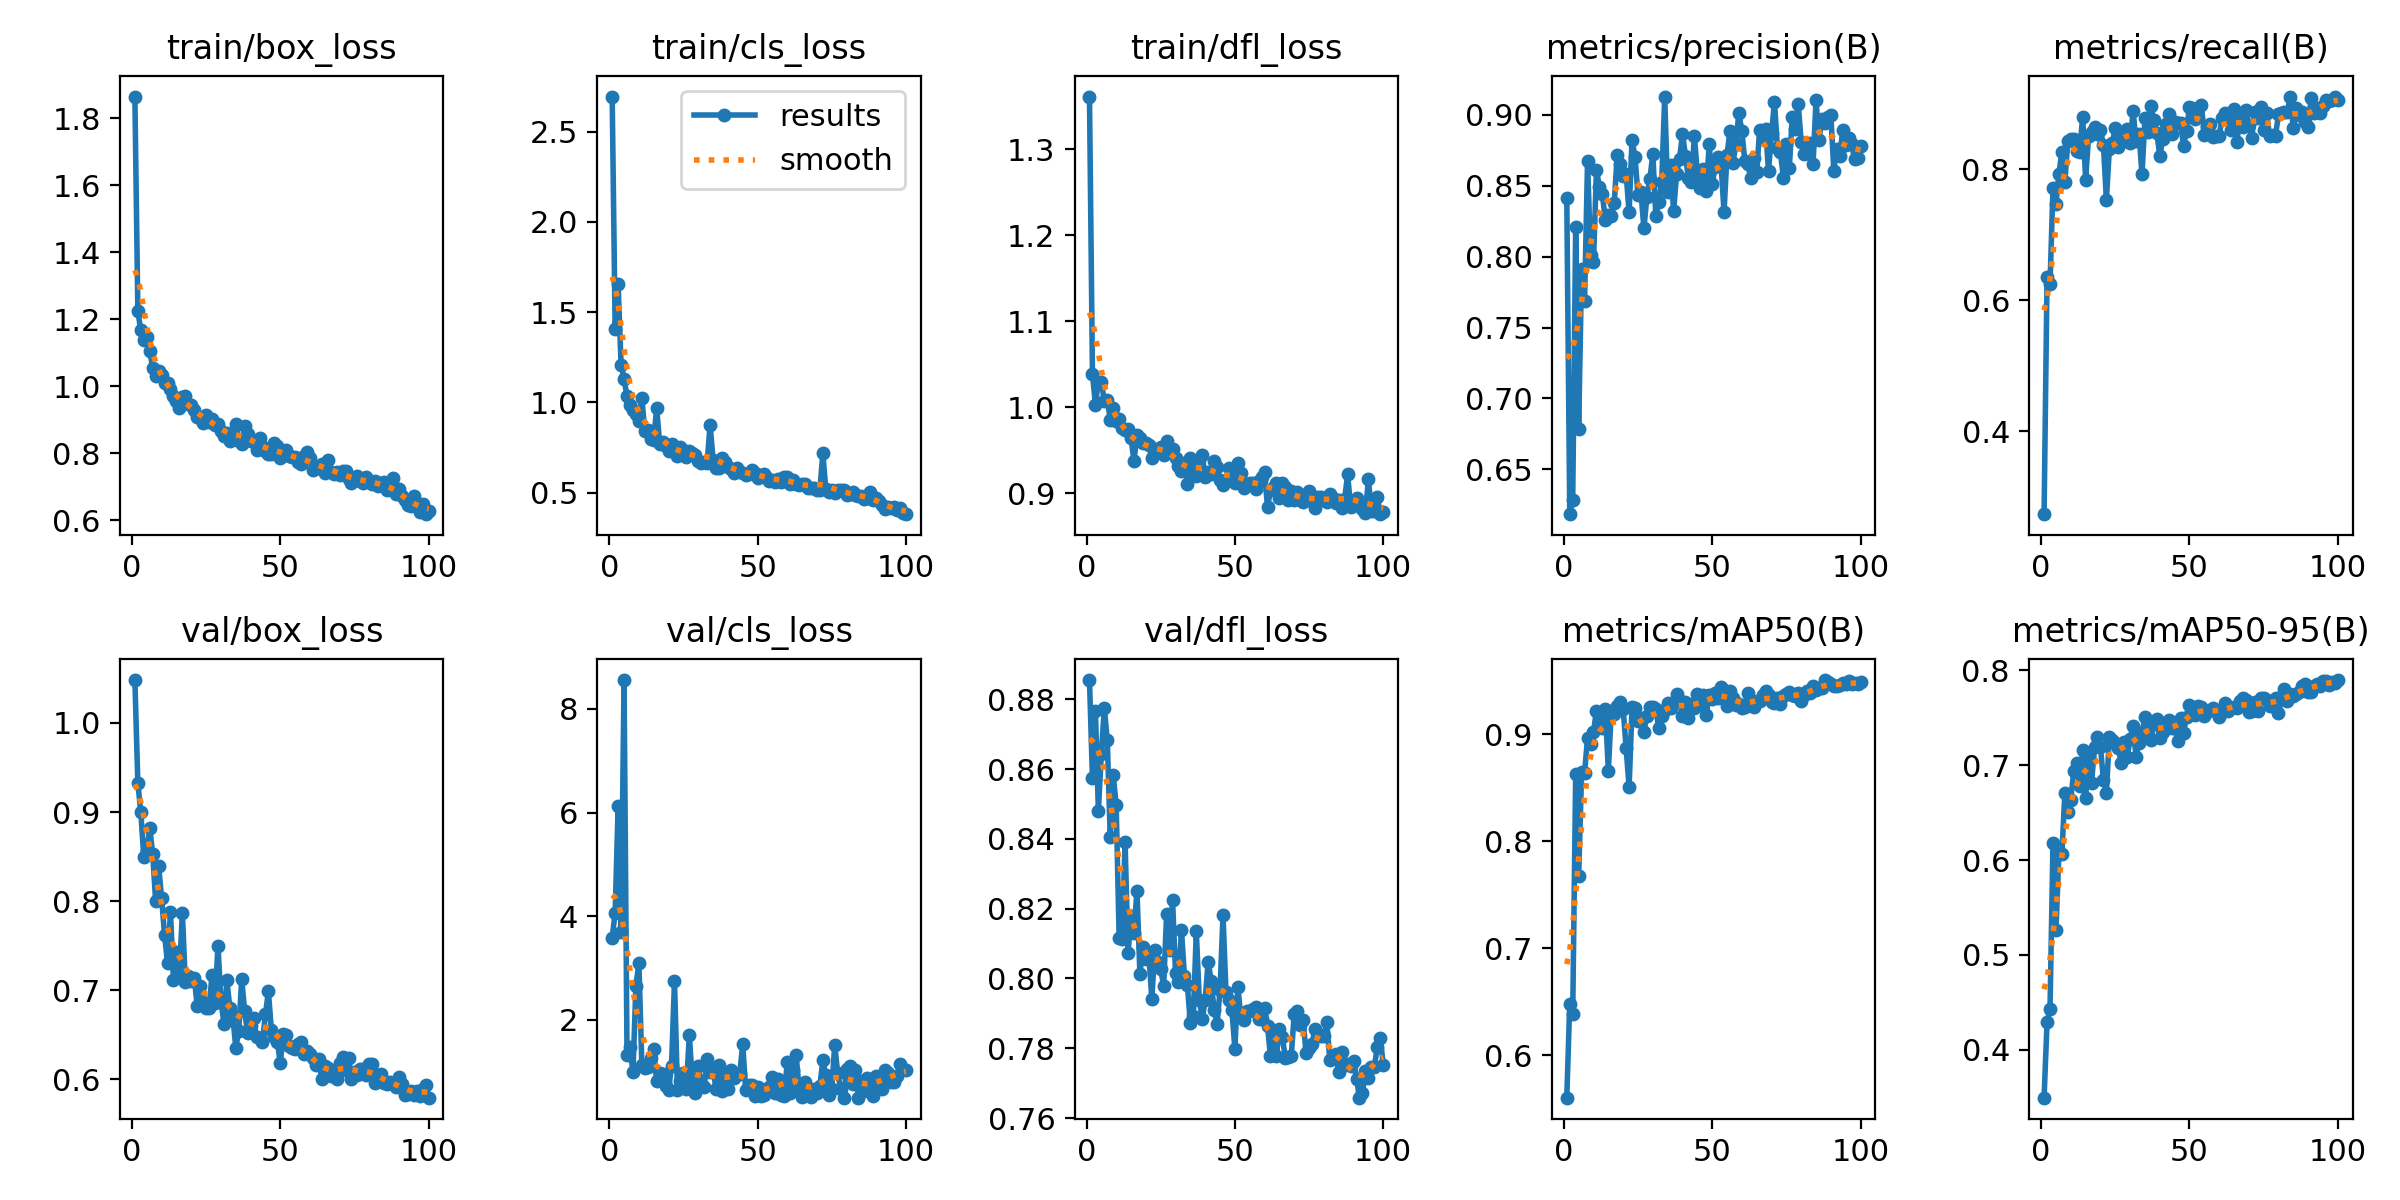 train/box_loss
1.8
1.6
1.4
1.2
1.0
0.8
0.6
0 50 100
train/cls_loss
results
smooth
2.5
2.0
1.5
1.0
0.5
0 50 100
train/dfl_loss
1.3
1.2
1.1
1.0
0.9
0 50 100
metrics/precision(B)
0.90
0.85
0.80
0.75
0.70
0.65
0 50 100
metrics/recall(B)
0.8
0.6
0.4
0 50 100
val/box_loss
1.0
0.9
0.8
0.7
0.6
0 50 100
val/cls_loss
8
6
4
2
0 50 100
val/dfl_loss
0.88
0.86
0.84
0.82
0.80
0.78
0.76
0 50 100
metrics/mAP50(B)
0.9
0.8
0.7
0.6
0 50 100
metrics/mAP50-95(B)
0.8
0.7
0.6
0.5
0.4
0 50 100